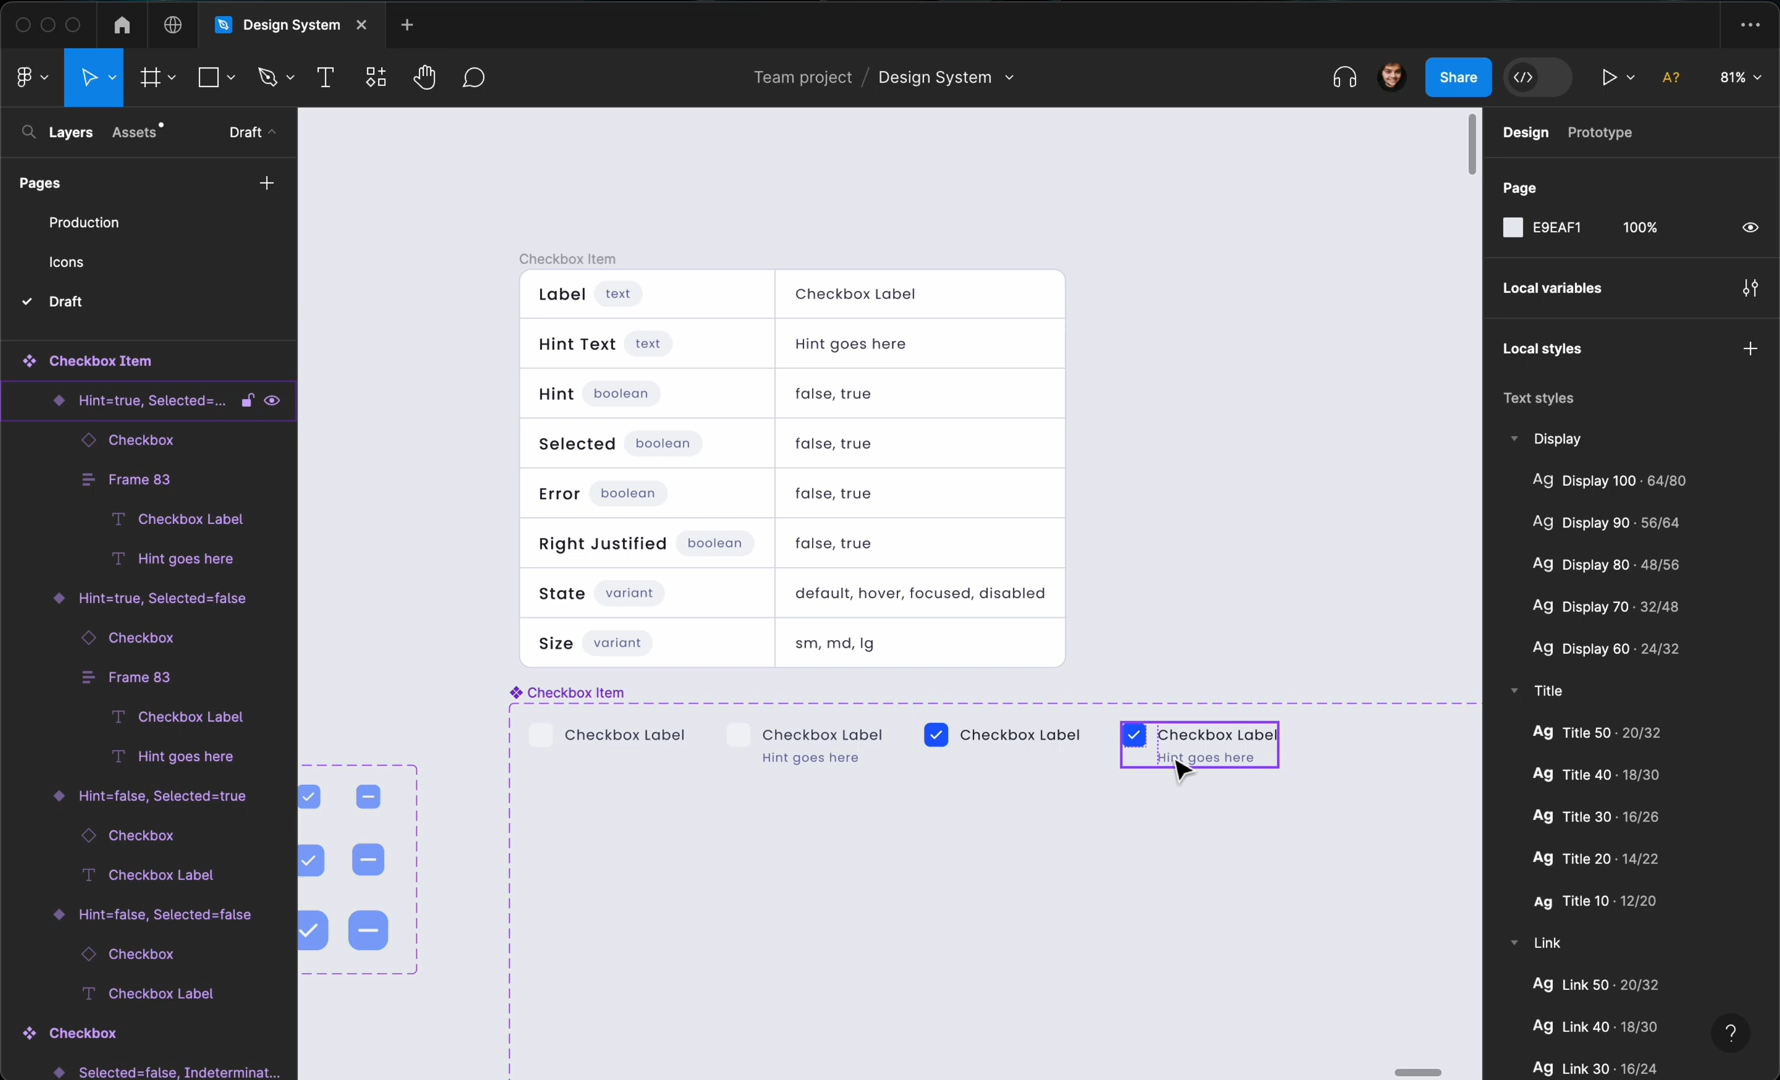 Design System
Team project / Design System
Share
A?
81%
Layers
Assets
Draft
Pages
Production
Icons
Draft
Checkbox Item
Hint=true, Selected=...
Checkbox
Frame 83
Checkbox Label
Hint goes here
Hint=true, Selected=false
Checkbox
Frame 83
Checkbox Label
Hint goes here
Hint=false, Selected=true
Checkbox
Checkbox Label
Hint=false, Selected=false
Checkbox
Checkbox Label
Checkbox
Selected=false, Indeterminat...
Checkbox Item
Label text Checkbox Label
Hint Text text Hint goes here
Hint boolean false, true
Selected boolean false, true
Error boolean false, true
Right Justified boolean false, true
State variant default, hover, focused, disabled
Size variant sm, md, lg
Checkbox Item
Checkbox Label
Checkbox Label
Hint goes here
Checkbox Label
Checkbox Label
Hint goes here
Design
Prototype
Page
E9EAF1 100%
Local variables
Local styles
Text styles
Display
Ag Display 100 · 64/80
Ag Display 90 · 56/64
Ag Display 80 · 48/56
Ag Display 70 · 32/48
Ag Display 60 · 24/32
Title
Ag Title 50 · 20/32
Ag Title 40 · 18/30
Ag Title 30 · 16/26
Ag Title 20 · 14/22
Ag Title 10 · 12/20
Link
Ag Link 50 · 20/32
Ag Link 40 · 18/30
Ag Link 30 · 16/24
?